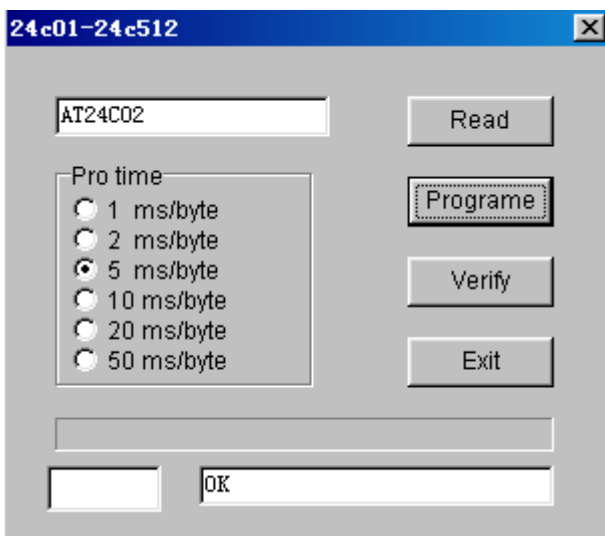 24c01-24c512
AT24C02
Read
Pro time
1 ms/byte
2 ms/byte
5 ms/byte
10 ms/byte
20 ms/byte
50 ms/byte
Programe
Verify
Exit
OK